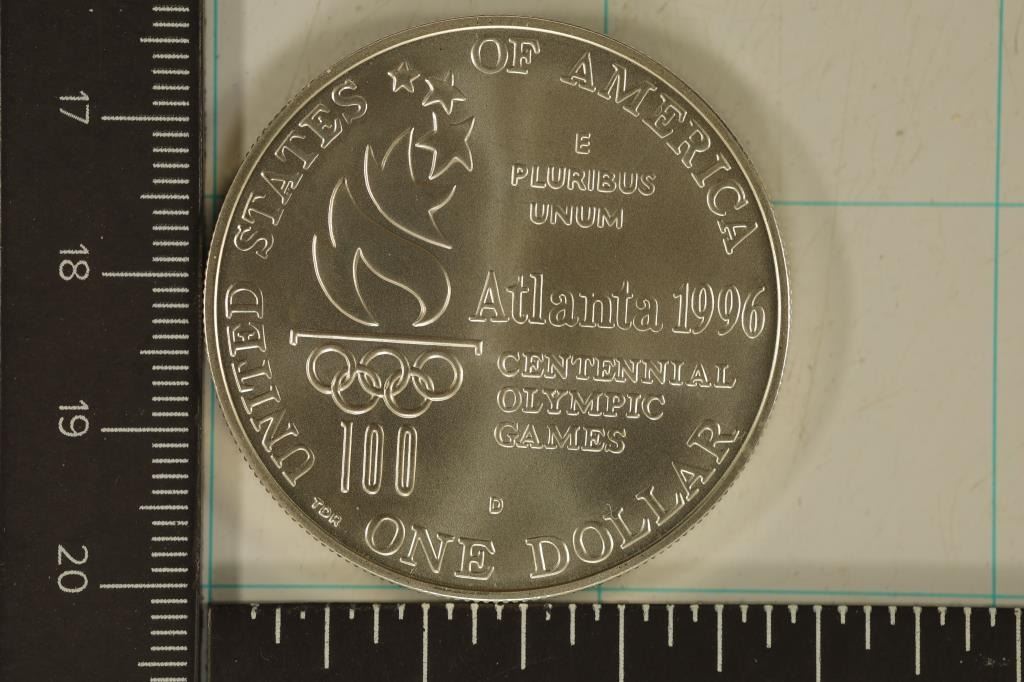 UNITED STATES OF AMERICA
E
PLURIBUS
UNUM
Atlanta 1996
CENTENNIAL
OLYMPIC
GAMES
100
D
TDR
ONE DOLLAR
17
18
19
20